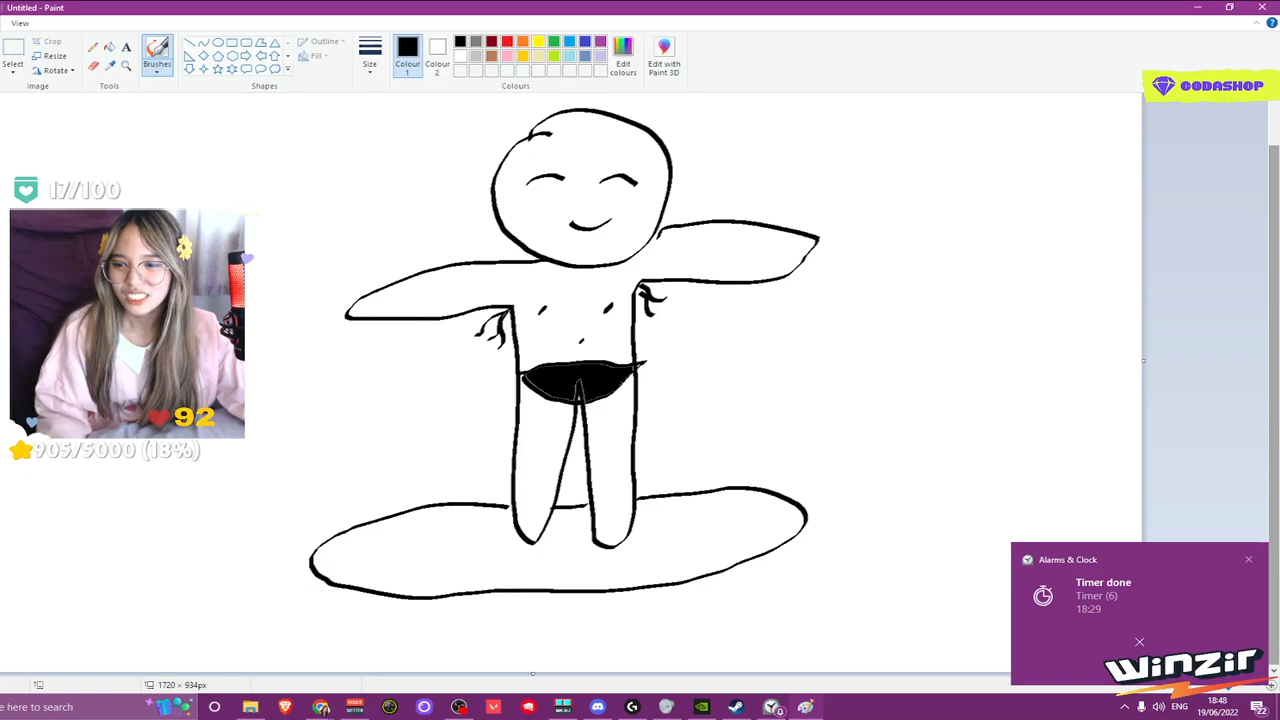 Untitled - Paint
View
Select
Crop
Resize
Rotate
Image
A
Tools
Brushes
Outline
Fill
Shapes
Size
Colour 1
Colour 2
Edit colours
Colours
Edit with Paint 3D
CODASHOP
17/100
92
905/5000 (18%)
Alarms & Clock
Timer done
Timer (6)
18:29
WINZIR
1720 × 934px
here to search
ENG
18:48
19/06/2022
22